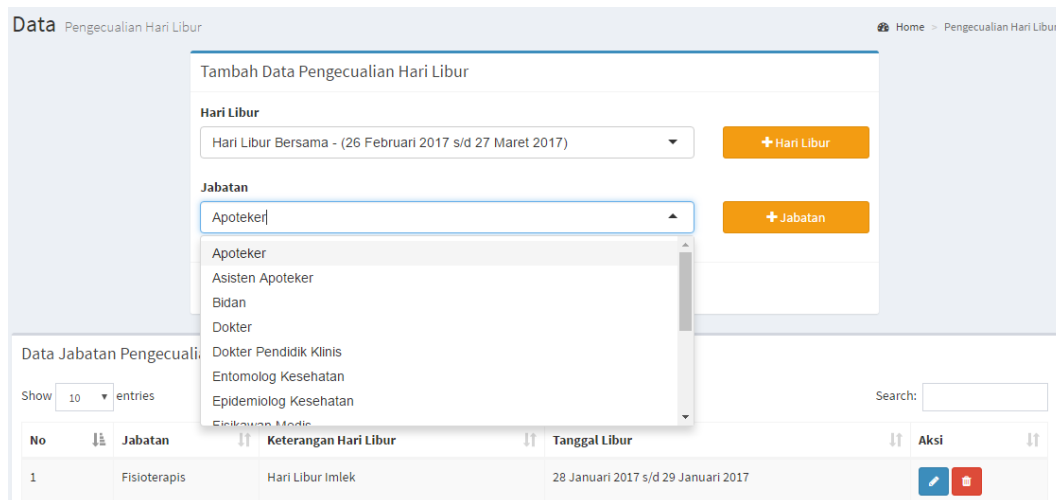 Data Pengecualian Hari Libur
Home > Pengecualian Hari Libur
Tambah Data Pengecualian Hari Libur
Hari Libur
Hari Libur Bersama - (26 Februari 2017 s/d 27 Maret 2017)
+ Hari Libur
Jabatan
Apoteker
+ Jabatan
Apoteker
Asisten Apoteker
Bidan
Dokter
Dokter Pendidik Klinis
Entomolog Kesehatan
Epidemiolog Kesehatan
Fisikawan Medis
Data Jabatan Pengecuali
Show 10 entries
Search:
No Jabatan Keterangan Hari Libur Tanggal Libur Aksi
1 Fisioterapis Hari Libur Imlek 28 Januari 2017 s/d 29 Januari 2017